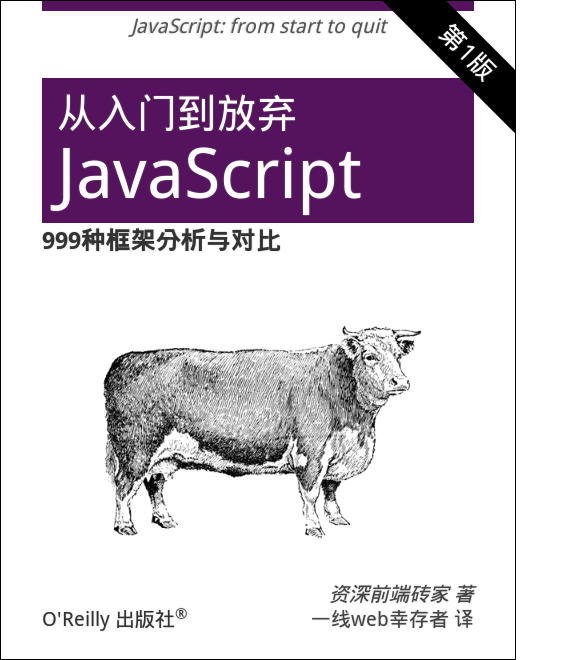 JavaScript: from start to quit
第1版
从入门到放弃
JavaScript
999种框架分析与对比
资深前端砖家 著
O'Reilly 出版社®
一线web幸存者 译